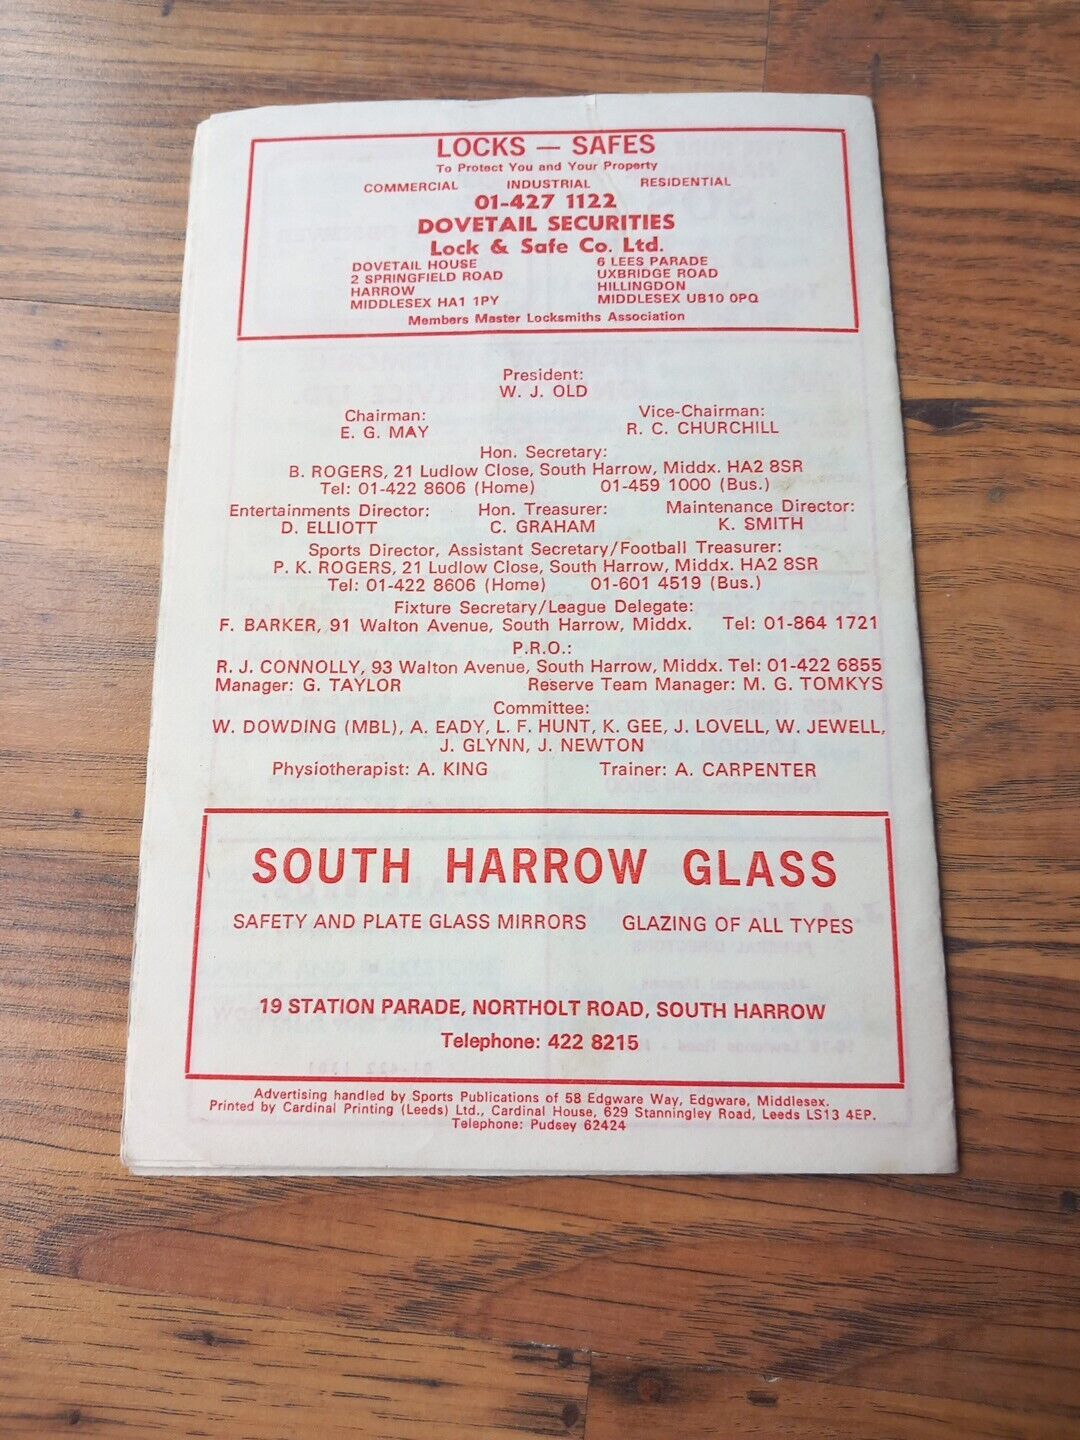 LOCKS — SAFES
To Protect You and Your Property
COMMERCIAL INDUSTRIAL RESIDENTIAL
01-427 1122
DOVETAIL SECURITIES
Lock & Safe Co. Ltd.
DOVETAIL HOUSE
2 SPRINGFIELD ROAD
HARROW
MIDDLESEX HA1 1PY
6 LEES PARADE
UXBRIDGE ROAD
HILLINGDON
MIDDLESEX UB10 0PQ
Members Master Locksmiths Association
President:
W. J. OLD
Chairman:
E. G. MAY
Vice-Chairman:
R. C. CHURCHILL
Hon. Secretary:
B. ROGERS, 21 Ludlow Close, South Harrow, Middx. HA2 8SR
Tel: 01-422 8606 (Home) 01-459 1000 (Bus.)
Entertainments Director: Hon. Treasurer: Maintenance Director:
D. ELLIOTT C. GRAHAM K. SMITH
Sports Director, Assistant Secretary/Football Treasurer:
P. K. ROGERS, 21 Ludlow Close, South Harrow, Middx. HA2 8SR
Tel: 01-422 8606 (Home) 01-601 4519 (Bus.)
Fixture Secretary/League Delegate:
F. BARKER, 91 Walton Avenue, South Harrow, Middx. Tel: 01-864 1721
P.R.O.:
R. J. CONNOLLY, 93 Walton Avenue, South Harrow, Middx. Tel: 01-422 6855
Manager: G. TAYLOR Reserve Team Manager: M. G. TOMKYS
Committee:
W. DOWDING (MBL), A. EADY, L. F. HUNT, K. GEE, J. LOVELL, W. JEWELL,
J. GLYNN, J. NEWTON
Physiotherapist: A. KING Trainer: A. CARPENTER
SOUTH HARROW GLASS
SAFETY AND PLATE GLASS MIRRORS GLAZING OF ALL TYPES
19 STATION PARADE, NORTHOLT ROAD, SOUTH HARROW
Telephone: 422 8215
Advertising handled by Sports Publications of 58 Edgware Way, Edgware, Middlesex.
Printed by Cardinal Printing (Leeds) Ltd., Cardinal House, 629 Stanningley Road, Leeds LS13 4EP.
Telephone: Pudsey 62424